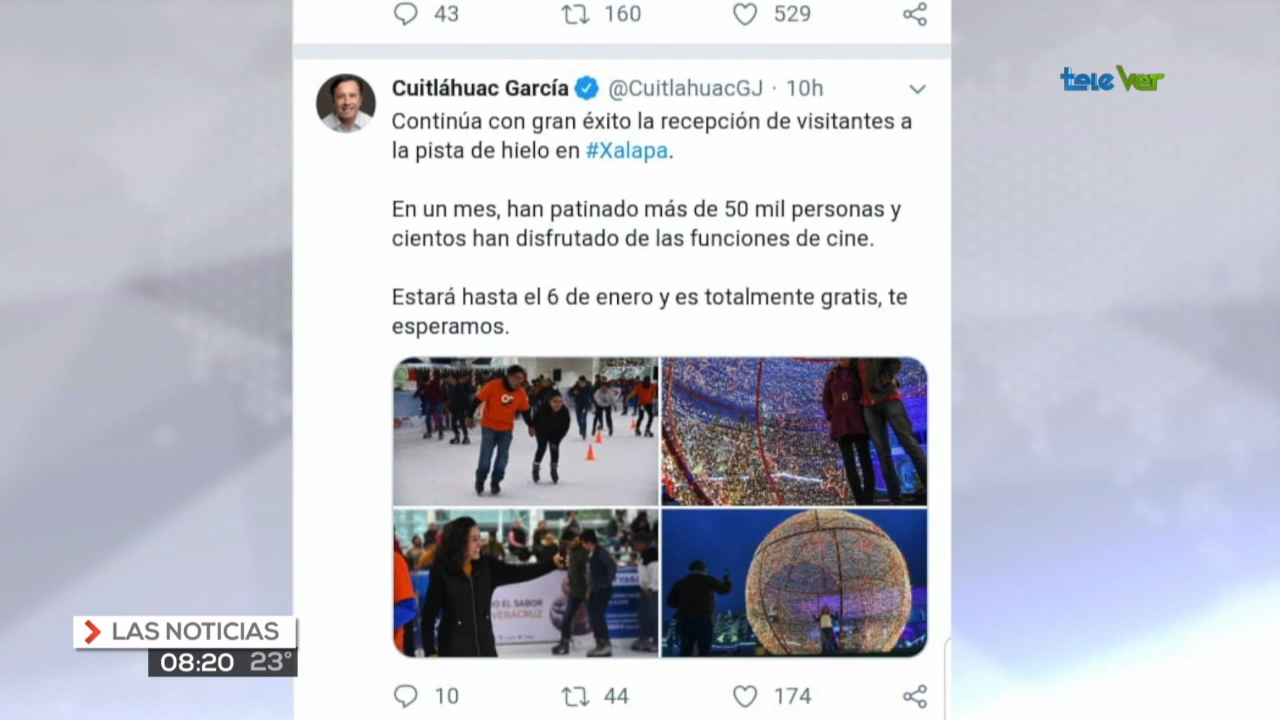 43 160 529
tele Ver
Cuitláhuac García @CuitlahuacGJ · 10h
Continúa con gran éxito la recepción de visitantes a
la pista de hielo en #Xalapa.
En un mes, han patinado más de 50 mil personas y
cientos han disfrutado de las funciones de cine.
Estará hasta el 6 de enero y es totalmente gratis, te
esperamos.
O EL SABOR
VERACRUZ
LAS NOTICIAS
08:20 23°
10 44 174